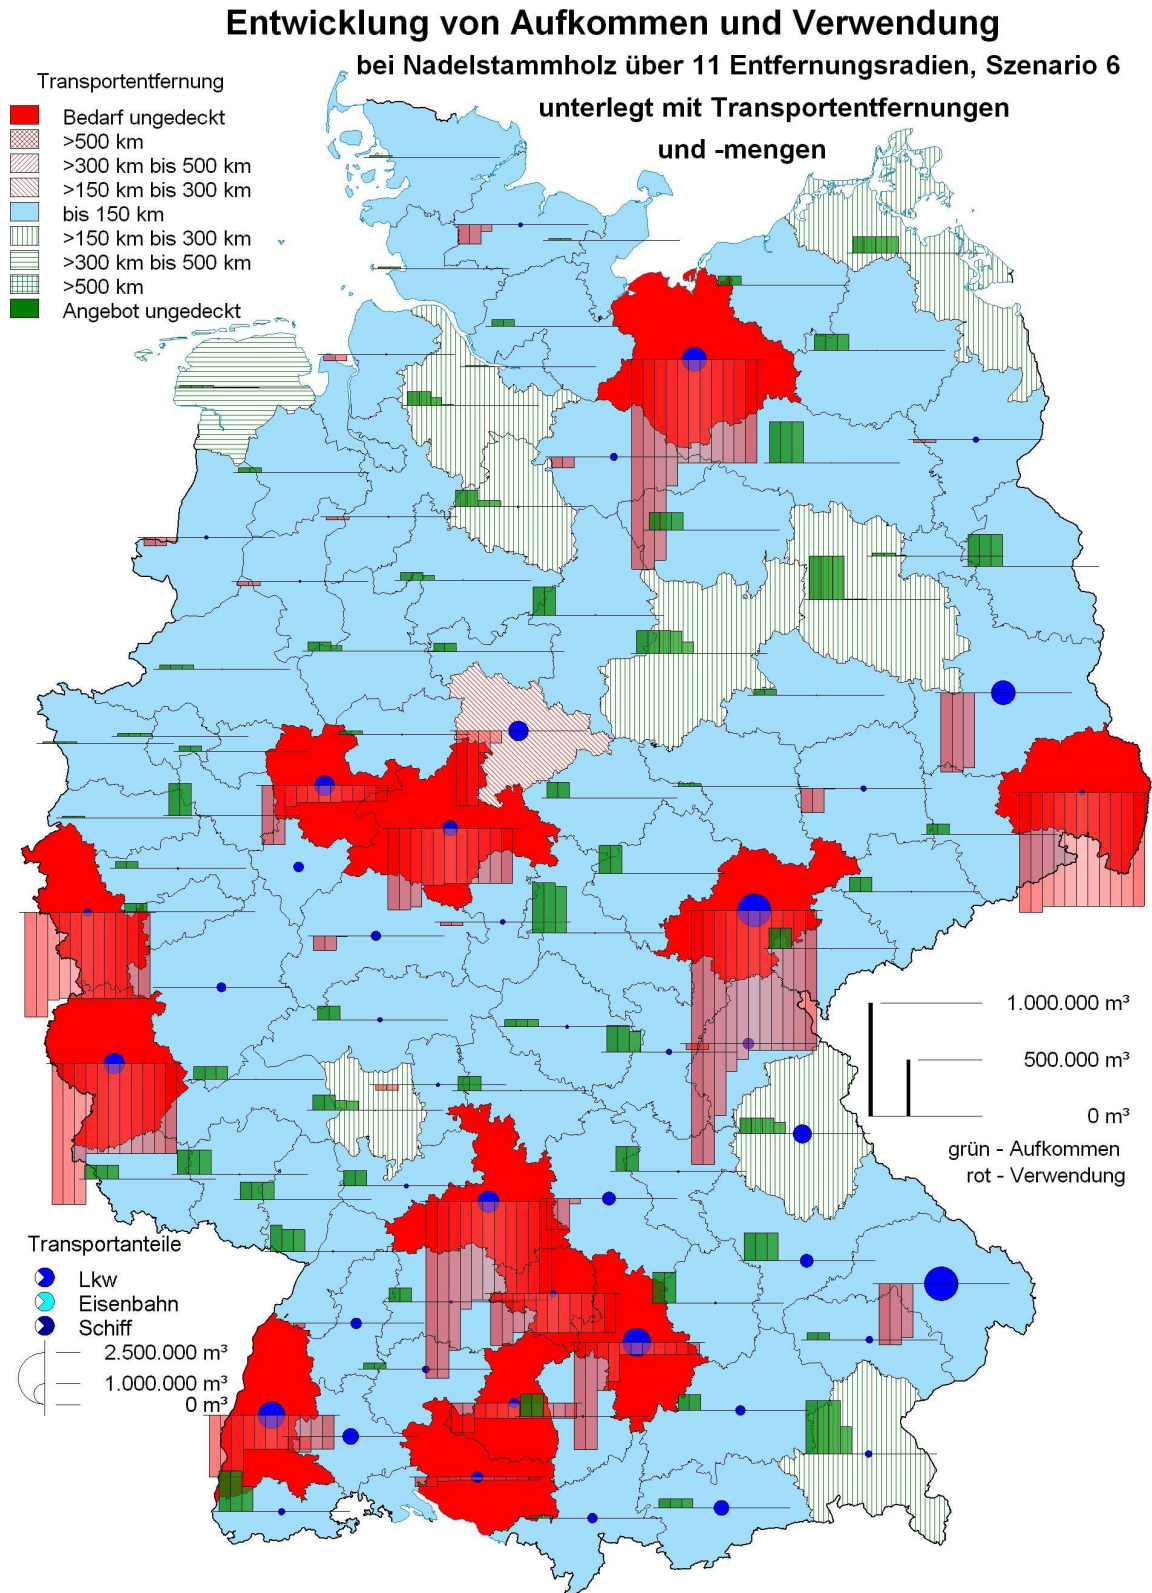 Entwicklung von Aufkommen und Verwendung
bei Nadelstammholz über 11 Entfernungsradien, Szenario 6
unterlegt mit Transportentfernungen
und -mengen
Transportentfernung
Bedarf ungedeckt
>500 km
>300 km bis 500 km
>150 km bis 300 km
bis 150 km
>150 km bis 300 km
>300 km bis 500 km
>500 km
Angebot ungedeckt
1.000.000 m³
500.000 m³
0 m³
grün - Aufkommen
rot - Verwendung
Transportanteile
Lkw
Eisenbahn
Schiff
2.500.000 m³
1.000.000 m³
0 m³